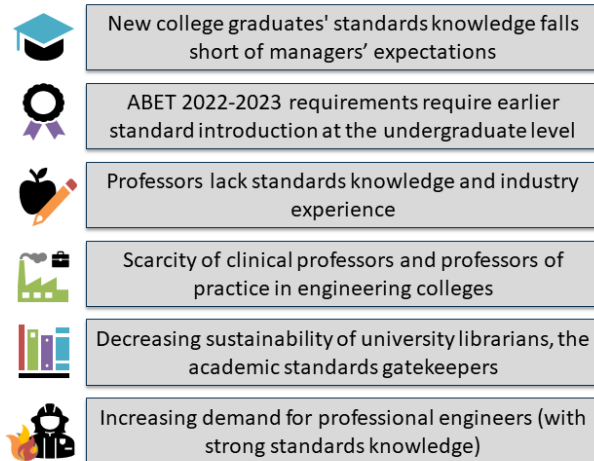 New college graduates' standards knowledge falls
short of managers’ expectations
ABET 2022-2023 requirements require earlier
standard introduction at the undergraduate level
Professors lack standards knowledge and industry
experience
Scarcity of clinical professors and professors of
practice in engineering colleges
Decreasing sustainability of university librarians, the
academic standards gatekeepers
Increasing demand for professional engineers (with
strong standards knowledge)